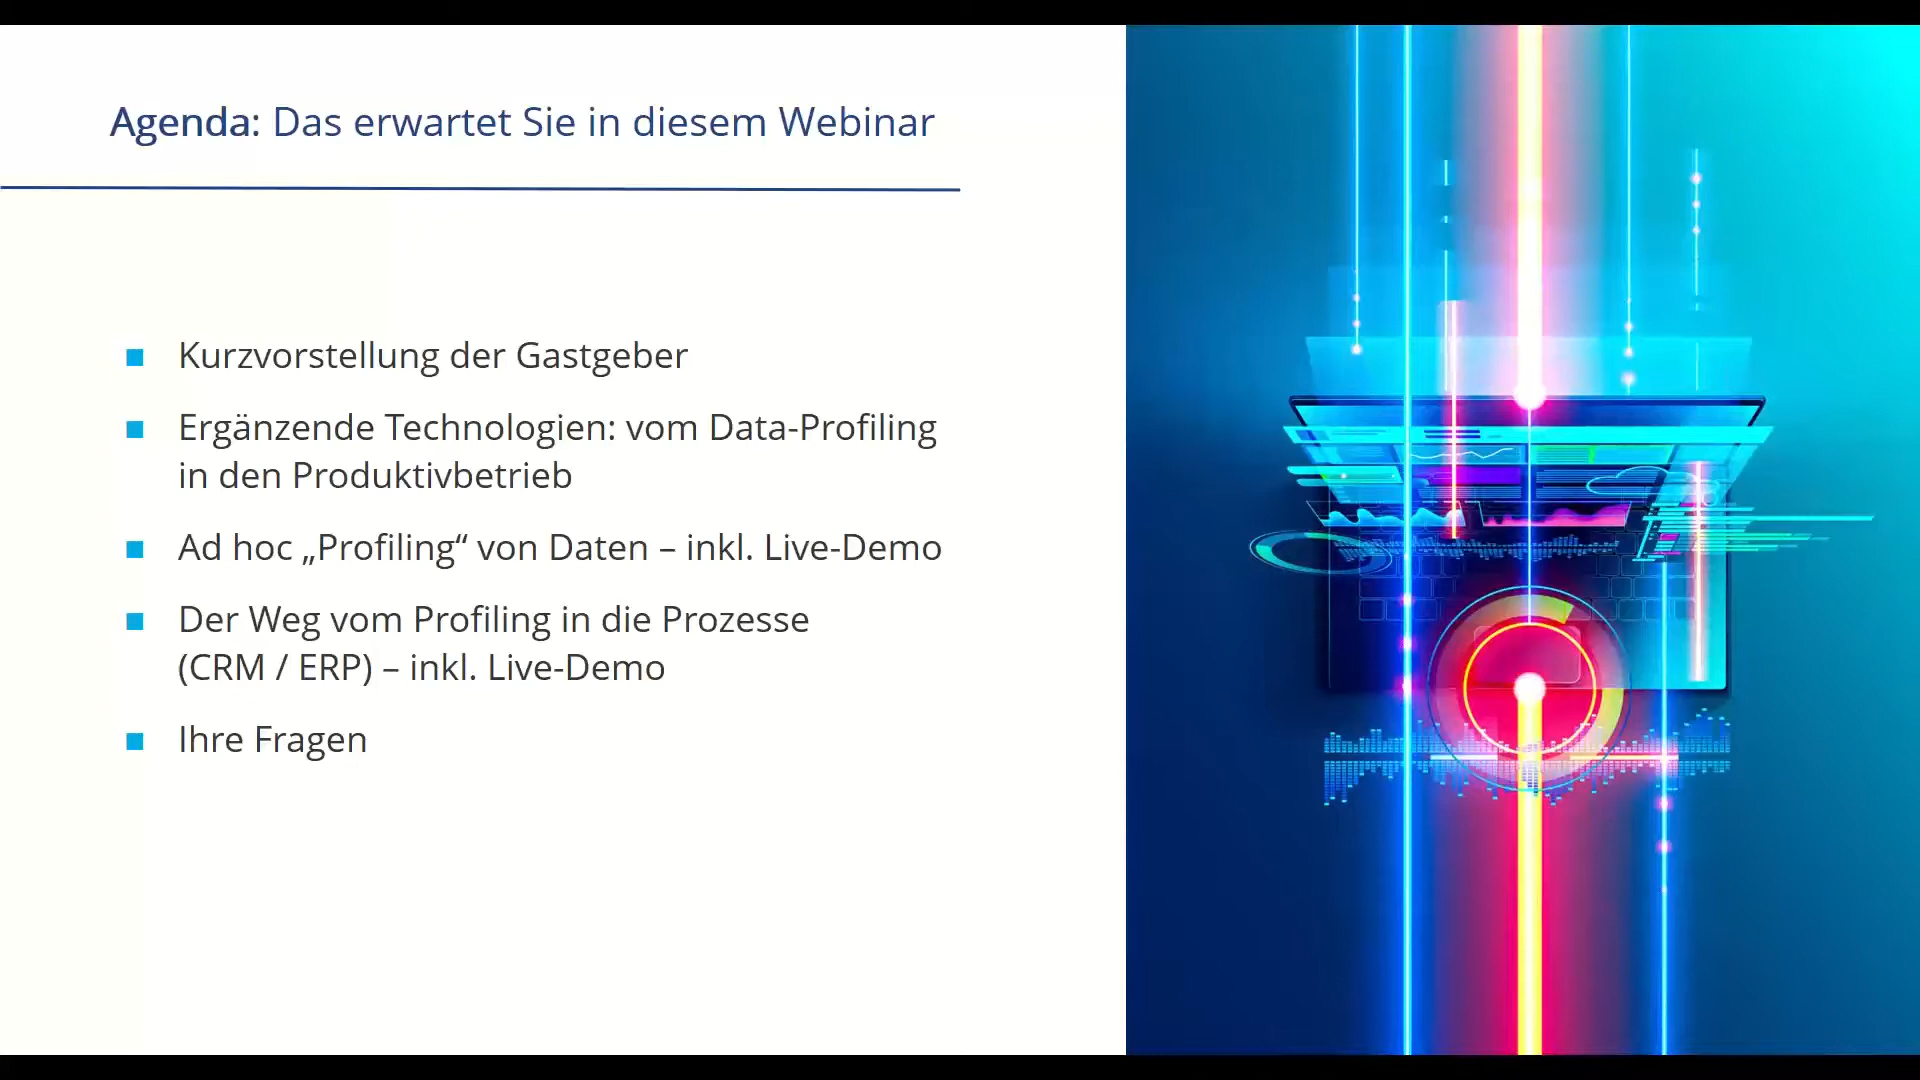 Agenda: Das erwartet Sie in diesem Webinar
Kurzvorstellung der Gastgeber
Ergänzende Technologien: vom Data-Profiling
in den Produktivbetrieb
Ad hoc „Profiling“ von Daten – inkl. Live-Demo
Der Weg vom Profiling in die Prozesse
(CRM / ERP) – inkl. Live-Demo
Ihre Fragen